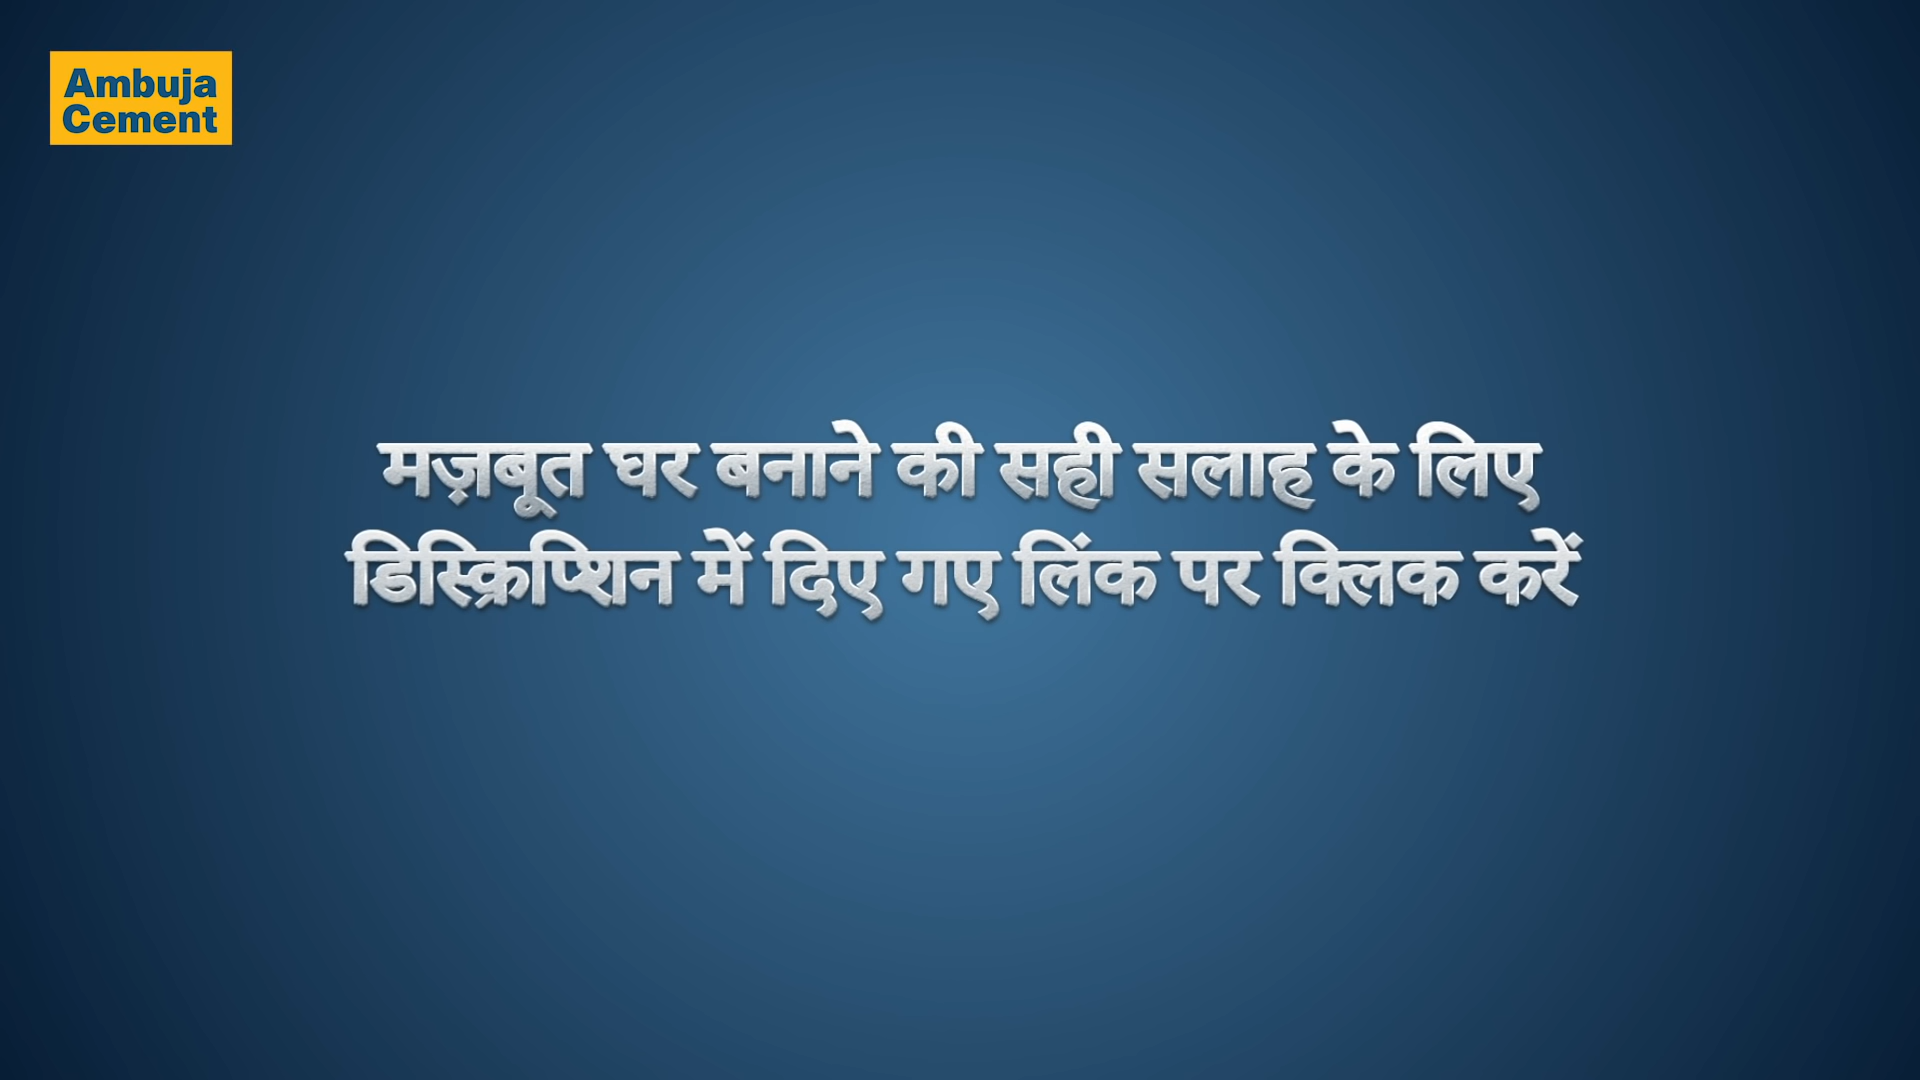 Ambuja
Cement
मज़बूत घर बनाने की सही सलाह के लिए
डिस्क्रिप्शिन में दिए गए लिंक पर क्लिक करें